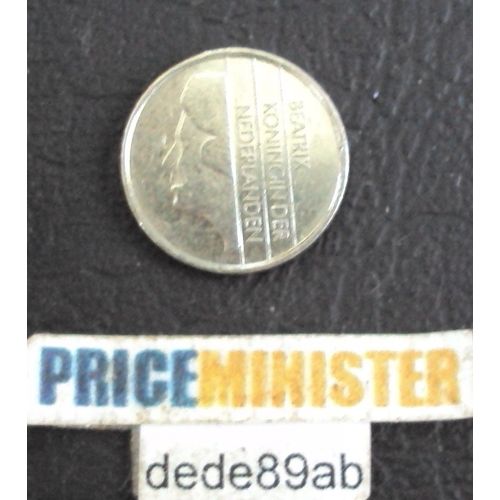 BEATRIX
KONINGIN DER
NEDERLANDEN
PRICEMINISTER
dede89ab